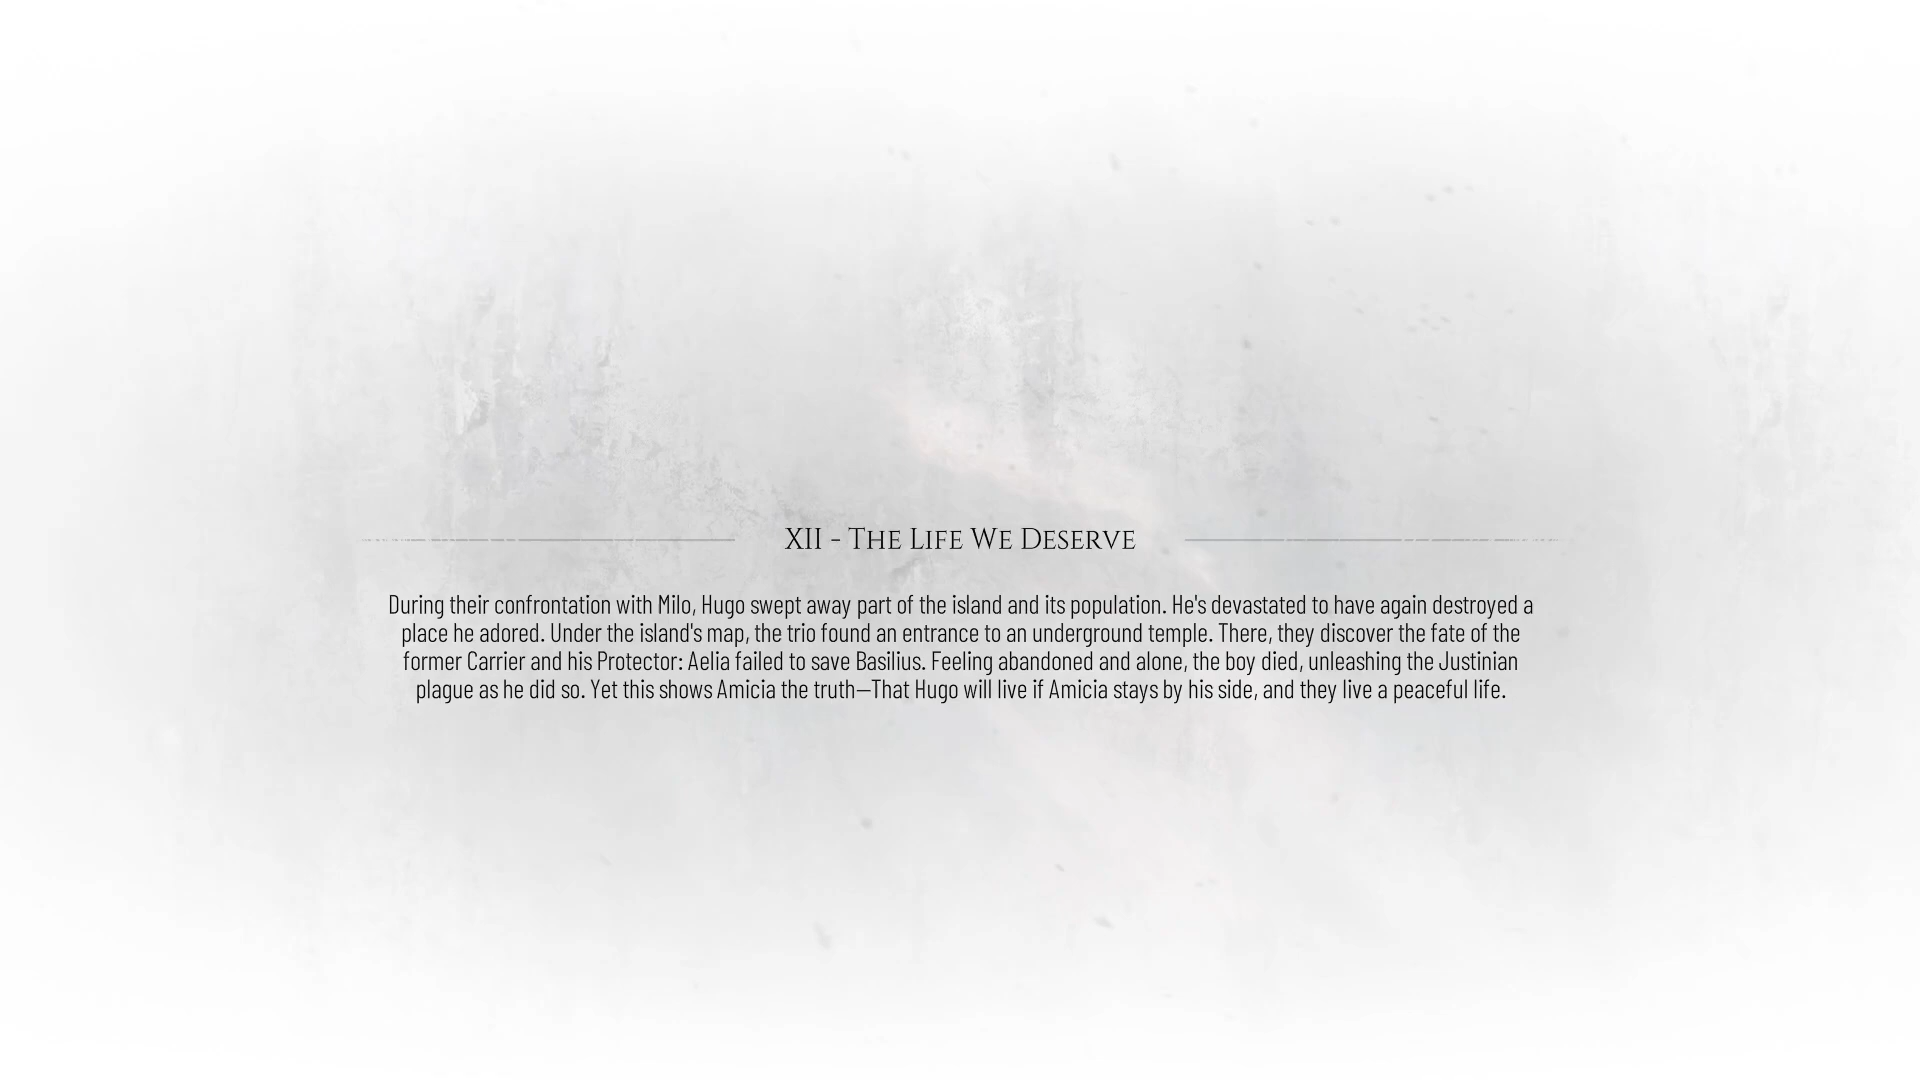 XII - The Life We Deserve
During their confrontation with Milo, Hugo swept away part of the island and its population. He's devastated to have again destroyed a
place he adored. Under the island's map, the trio found an entrance to an underground temple. There, they discover the fate of the
former Carrier and his Protector: Aelia failed to save Basilius. Feeling abandoned and alone, the boy died, unleashing the Justinian
plague as he did so. Yet this shows Amicia the truth—That Hugo will live if Amicia stays by his side, and they live a peaceful life.